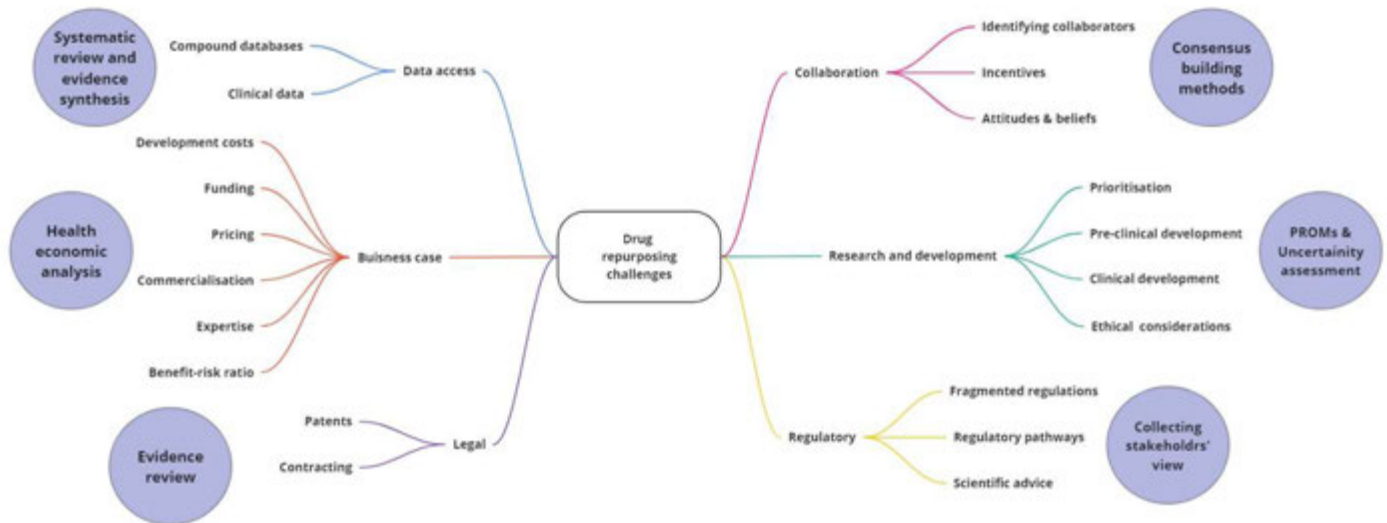 Systematic
review and
evidence
synthesis
Compound databases
Clinical data
Data access
Development costs
Funding
Pricing
Commercialisation
Expertise
Benefit-risk ratio
Buisness case
Health
economic
analysis
Patents
Contracting
Legal
Evidence
review
Drug
repurposing
challenges
Collaboration
Identifying collaborators
Incentives
Attitudes & beliefs
Consensus
building
methods
Research and development
Prioritisation
Pre-clinical development
Clinical development
Ethical considerations
PROMs &
Uncertainity
assessment
Regulatory
Fragmented regulations
Regulatory pathways
Scientific advice
Collecting
stakeholdrs'
view